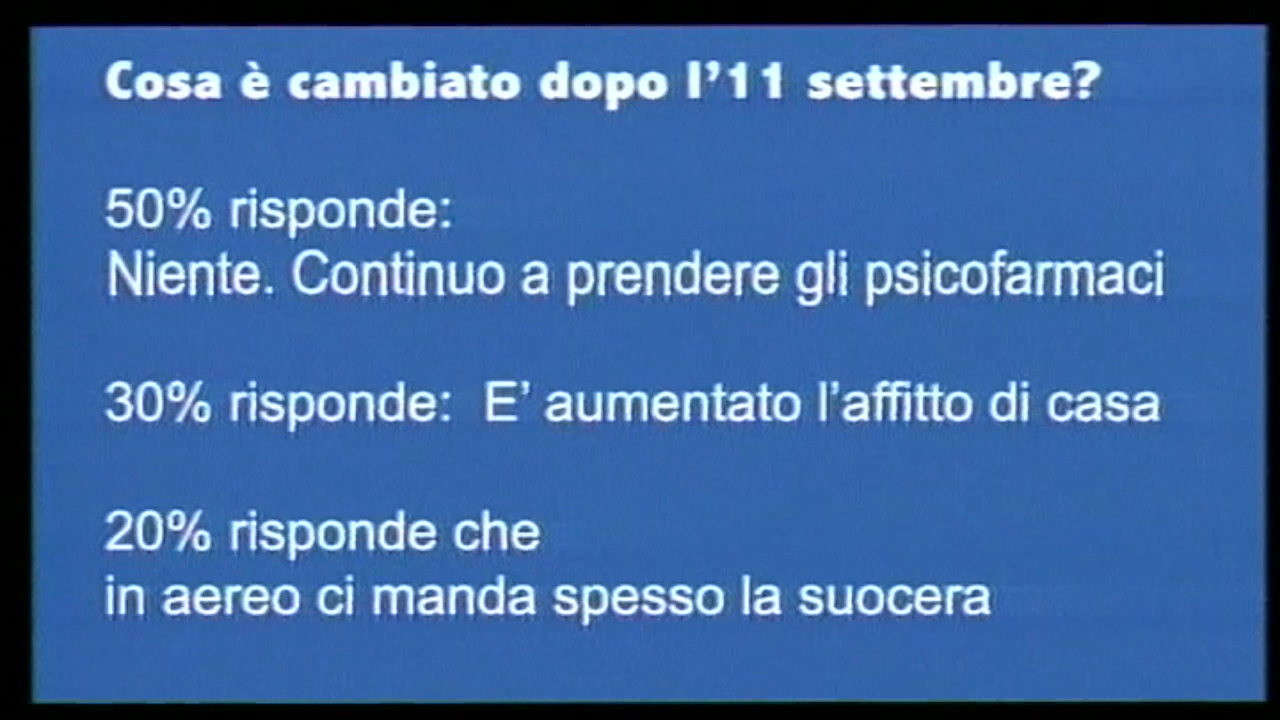 Cosa è cambiato dopo l’11 settembre?
50% risponde:
Niente. Continuo a prendere gli psicofarmaci
30% risponde: E’ aumentato l’affitto di casa
20% risponde che
in aereo ci manda spesso la suocera